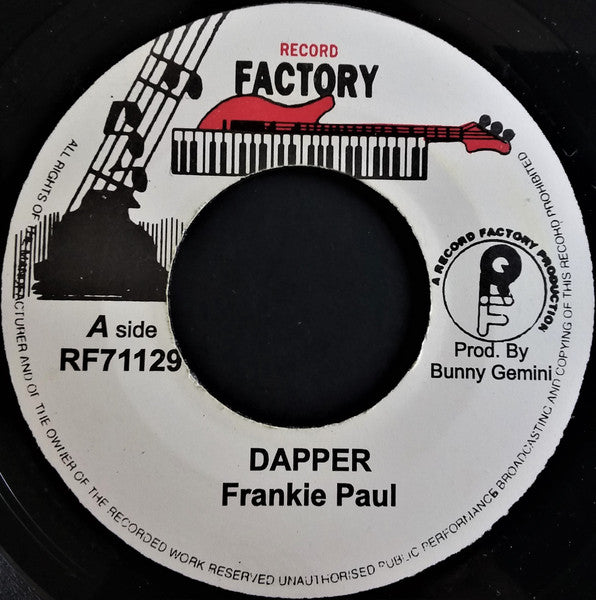 RECORD
FACTORY
A RECORD FACTORY PRODUCTION
RF
Prod. By
Bunny Gemini
A side
RF71129
DAPPER
Frankie Paul
ALL RIGHTS OF THE MANUFACTURER AND OF THE OWNER OF THE RECORDED WORK RESERVED UNAUTHORISED PUBLIC PERFORMANCE BROADCASTING AND COPYING OF THIS RECORD PROHIBITED